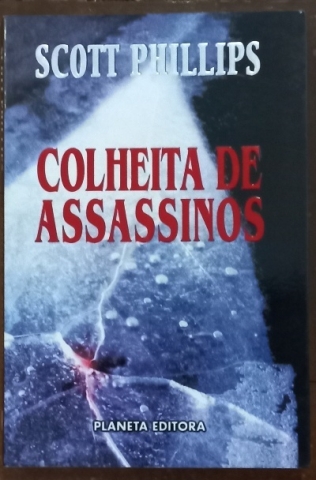 SCOTT PHILLIPS
COLHEITA DE
ASSASSINOS
PLANETA EDITORA